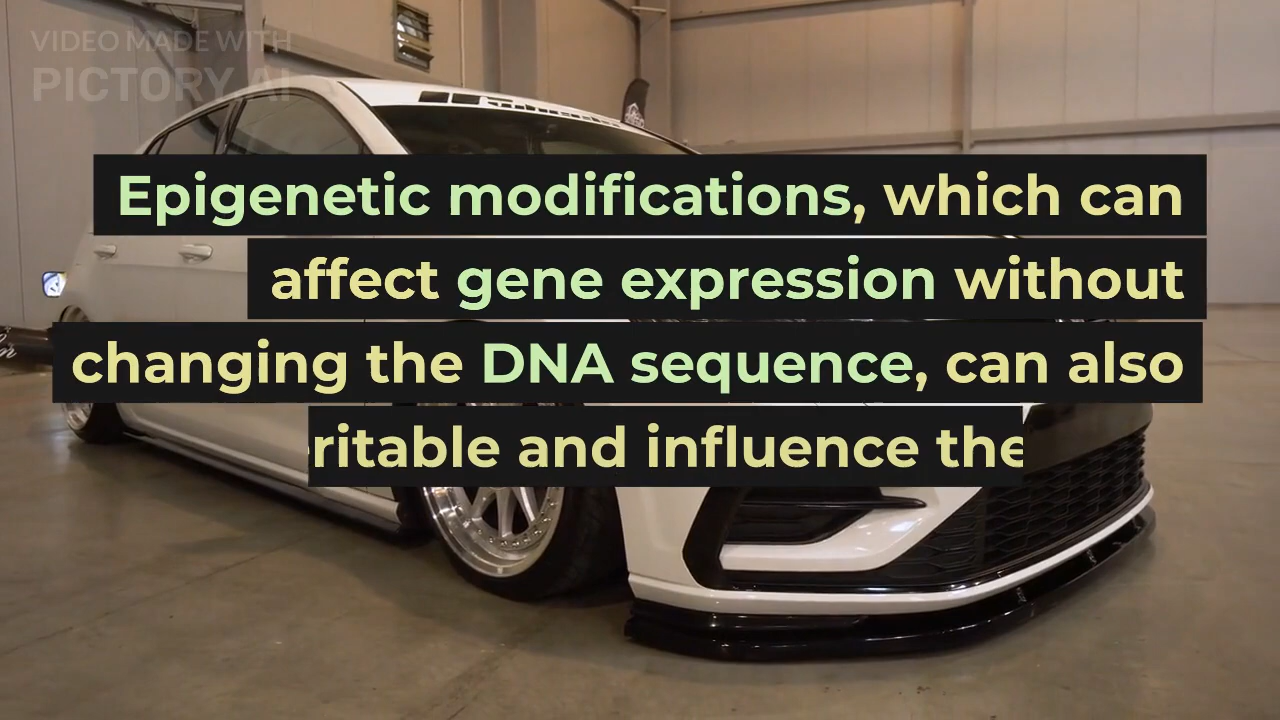 VIDEO MADE WITH
PICTORY.AI
Epigenetic modifications, which can
affect gene expression without
changing the DNA sequence, can also
ritable and influence the